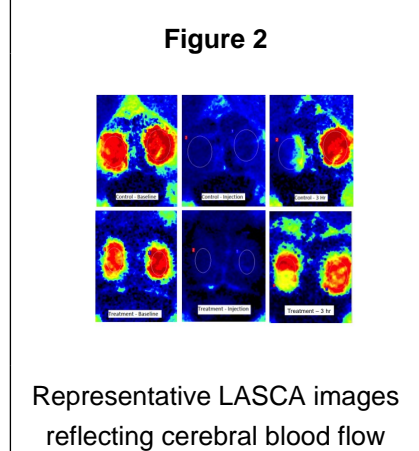 Figure 2
Control - Baseline
Control - Injection
Control - 3 Hr
Treatment - Baseline
Treatment - Injection
Treatment – 3 hr
Representative LASCA images
reflecting cerebral blood flow